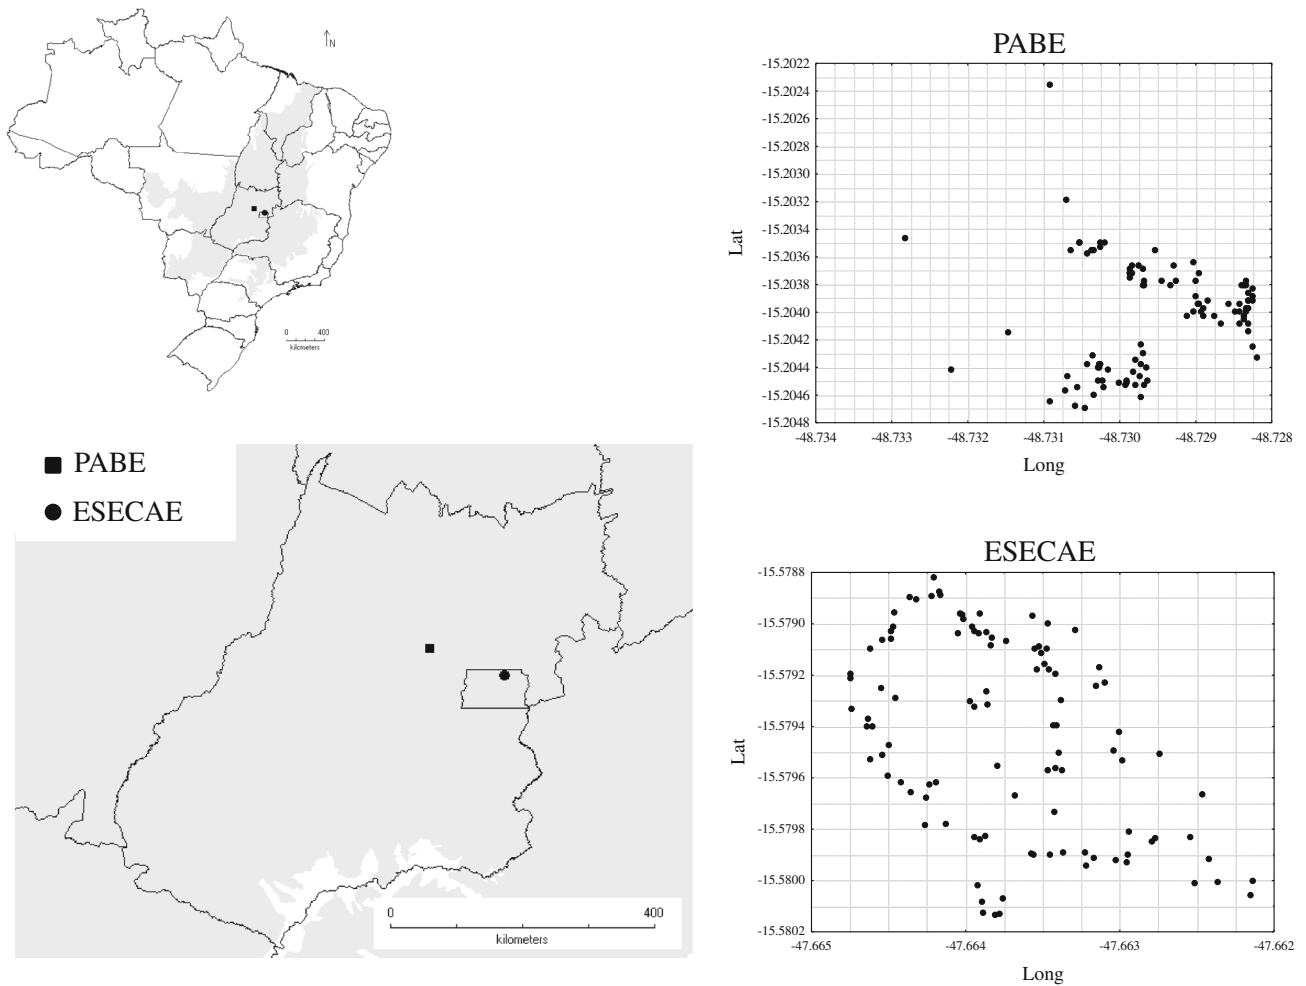 N
0 400
kilometers
PABE
ESECAE
0 400
kilometers
PABE
-15.2022
-15.2024
-15.2026
-15.2028
-15.2030
-15.2032
-15.2034
-15.2036
-15.2038
-15.2040
-15.2042
-15.2044
-15.2046
-15.2048
Lat
-48.734 -48.733 -48.732 -48.731 -48.730 -48.729 -48.728
Long
ESECAE
-15.5788
-15.5790
-15.5792
-15.5794
-15.5796
-15.5798
-15.5800
-15.5802
Lat
-47.665 -47.664 -47.663 -47.662
Long